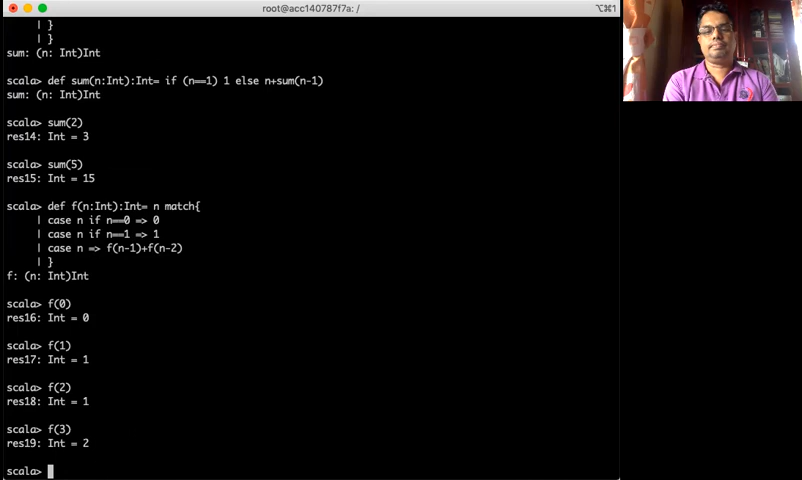 root@acc140787f7a: /
⌥⌘1
| }
| }
sum: (n: Int)Int
scala> def sum(n:Int):Int= if (n==1) 1 else n+sum(n-1)
sum: (n: Int)Int
scala> sum(2)
res14: Int = 3
scala> sum(5)
res15: Int = 15
scala> def f(n:Int):Int= n match{
| case n if n==0 => 0
| case n if n==1 => 1
| case n => f(n-1)+f(n-2)
| }
f: (n: Int)Int
scala> f(0)
res16: Int = 0
scala> f(1)
res17: Int = 1
scala> f(2)
res18: Int = 1
scala> f(3)
res19: Int = 2
scala>